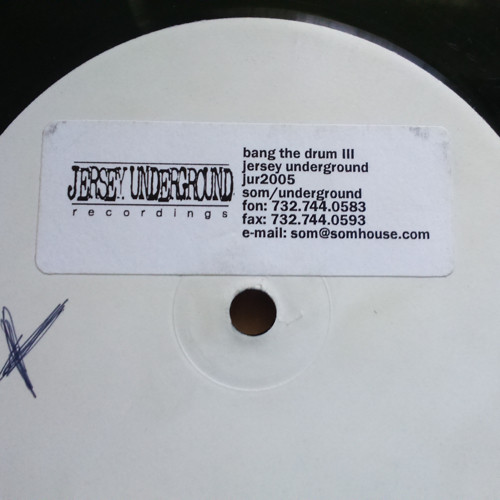 JERSEY UNDERGROUND
recordings
bang the drum III
jersey underground
jur2005
som/underground
fon: 732.744.0583
fax: 732.744.0593
e-mail: som@somhouse.com
X